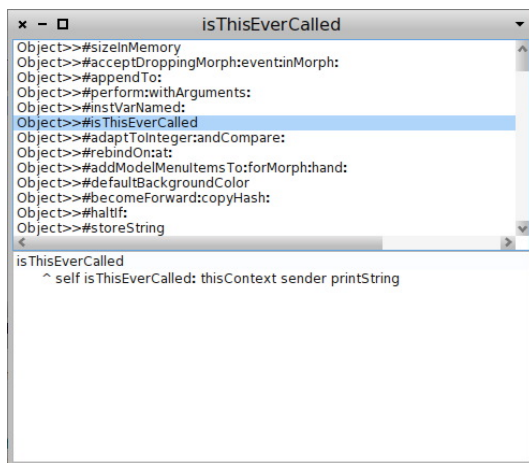 isThisEverCalled
Object>>#sizeInMemory
Object>>#acceptDroppingMorph:event:inMorph:
Object>>#appendTo:
Object>>#perform:withArguments:
Object>>#instVarNamed:
Object>>#isThisEverCalled
Object>>#adaptToInteger:andCompare:
Object>>#rebindOn:at:
Object>>#addModelMenuItemsTo:forMorph:hand:
Object>>#defaultBackgroundColor
Object>>#becomeForward:copyHash:
Object>>#haltIf:
Object>>#storeString
isThisEverCalled
^ self isThisEverCalled: thisContext sender printString